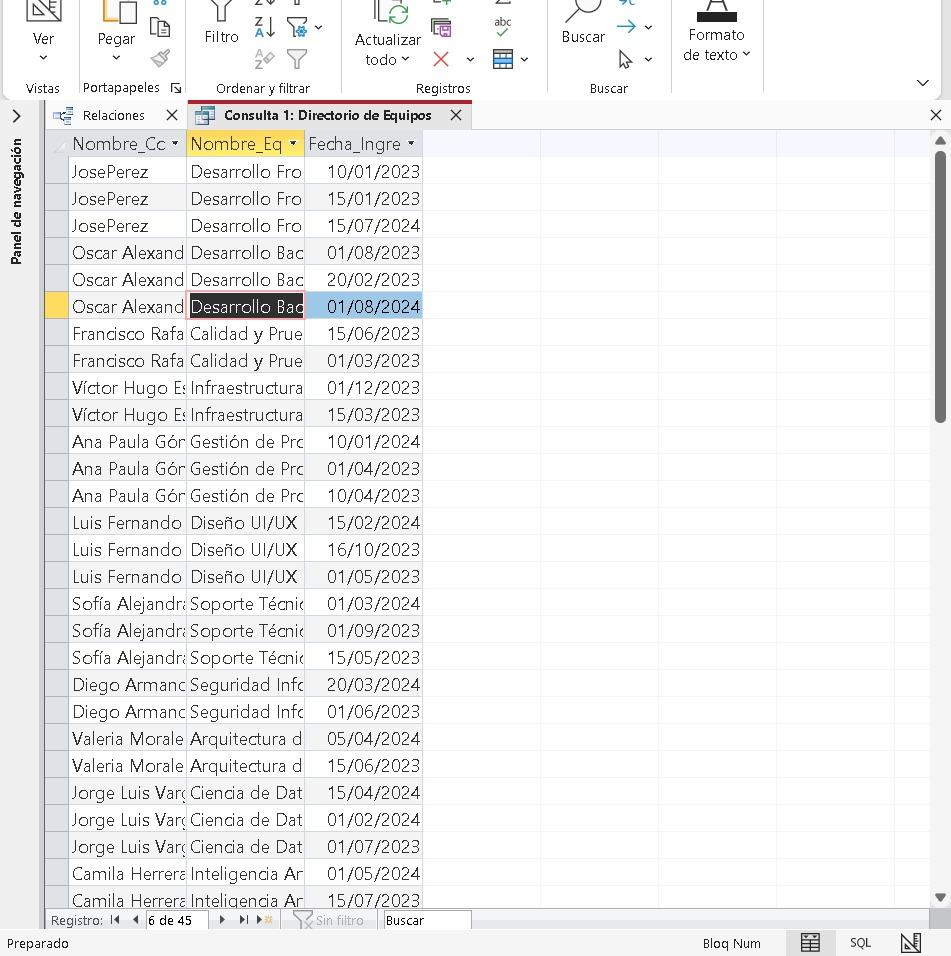 Ver
Pegar
Filtro
Actualizar
todo
abc
Buscar
Formato
de texto
Vistas
Portapapeles
Ordenar y filtrar
Registros
Buscar
Relaciones
Consulta 1: Directorio de Equipos
Panel de navegación
Nombre_Cc Nombre_Eq Fecha_Ingre
JosePerez Desarrollo Fro 10/01/2023
JosePerez Desarrollo Fro 15/01/2023
JosePerez Desarrollo Fro 15/07/2024
Oscar Alexand Desarrollo Bac 01/08/2023
Oscar Alexand Desarrollo Bac 20/02/2023
Oscar Alexand Desarrollo Bac 01/08/2024
Francisco Rafa Calidad y Prue 15/06/2023
Francisco Rafa Calidad y Prue 01/03/2023
Víctor Hugo Es Infraestructura 01/12/2023
Víctor Hugo Es Infraestructura 15/03/2023
Ana Paula Gór Gestión de Pro 10/01/2024
Ana Paula Gór Gestión de Pro 01/04/2023
Ana Paula Gór Gestión de Pro 10/04/2023
Luis Fernando Diseño UI/UX 15/02/2024
Luis Fernando Diseño UI/UX 16/10/2023
Luis Fernando Diseño UI/UX 01/05/2023
Sofía Alejandra Soporte Técnic 01/03/2024
Sofía Alejandra Soporte Técnic 01/09/2023
Sofía Alejandra Soporte Técnic 15/05/2023
Diego Armanc Seguridad Info 20/03/2024
Diego Armanc Seguridad Info 01/06/2023
Valeria Morale Arquitectura d 05/04/2024
Valeria Morale Arquitectura d 15/06/2023
Jorge Luis Varg Ciencia de Dat 15/04/2024
Jorge Luis Varg Ciencia de Dat 01/02/2024
Jorge Luis Varg Ciencia de Dat 01/07/2023
Camila Herrera Inteligencia Ar 01/05/2024
Camila Herrera Inteligencia Ar 15/07/2023
Registro: 6 de 45 Sin filtro Buscar
Preparado Bloq Num SQL